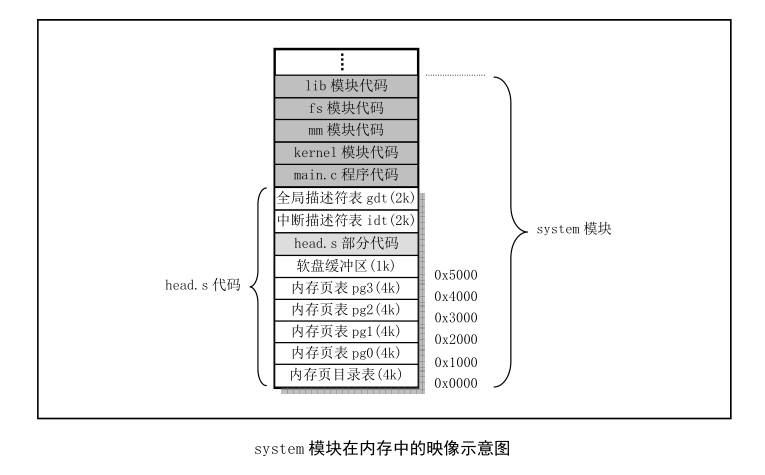 ⋮
lib 模块代码
fs 模块代码
mm 模块代码
kernel 模块代码
main.c 程序代码
全局描述符表 gdt(2k)
中断描述符表 idt(2k)
head.s 部分代码
软盘缓冲区(1k)
内存页表 pg3(4k)
内存页表 pg2(4k)
内存页表 pg1(4k)
内存页表 pg0(4k)
内存页目录表(4k)
head.s 代码
0x5000
0x4000
0x3000
0x2000
0x1000
0x0000
system 模块
system 模块在内存中的映像示意图